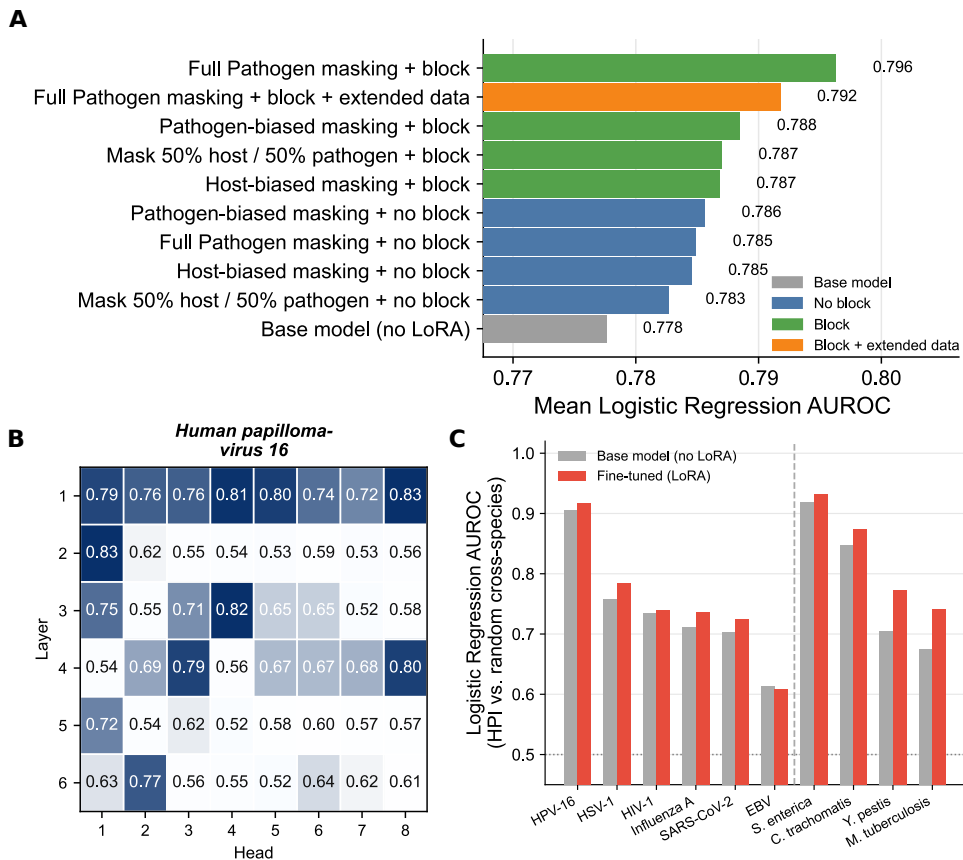 A
Full Pathogen masking + block
0.796
Full Pathogen masking + block + extended data
0.792
Pathogen-biased masking + block
0.788
Mask 50% host / 50% pathogen + block
0.787
Host-biased masking + block
0.787
Pathogen-biased masking + no block
0.786
Full Pathogen masking + no block
0.785
Host-biased masking + no block
0.785
Mask 50% host / 50% pathogen + no block
0.783
Base model (no LoRA)
0.778
Base model
No block
Block
Block + extended data
0.77 0.78 0.79 0.80
Mean Logistic Regression AUROC
B
Human papilloma-
virus 16
Layer
1 0.79 0.76 0.76 0.81 0.80 0.74 0.72 0.83
2 0.83 0.62 0.55 0.54 0.53 0.59 0.53 0.56
3 0.75 0.55 0.71 0.82 0.65 0.65 0.52 0.58
4 0.54 0.69 0.79 0.56 0.67 0.67 0.68 0.80
5 0.72 0.54 0.62 0.52 0.58 0.60 0.57 0.57
6 0.63 0.77 0.56 0.55 0.52 0.64 0.62 0.61
1 2 3 4 5 6 7 8
Head
C
Logistic Regression AUROC
(HPI vs. random cross-species)
1.0
0.9
0.8
0.7
0.6
0.5
Base model (no LoRA)
Fine-tuned (LoRA)
HPV-16
HSV-1
HIV-1
Influenza A
SARS-CoV-2
EBV
S. enterica
C. trachomatis
Y. pestis
M. tuberculosis